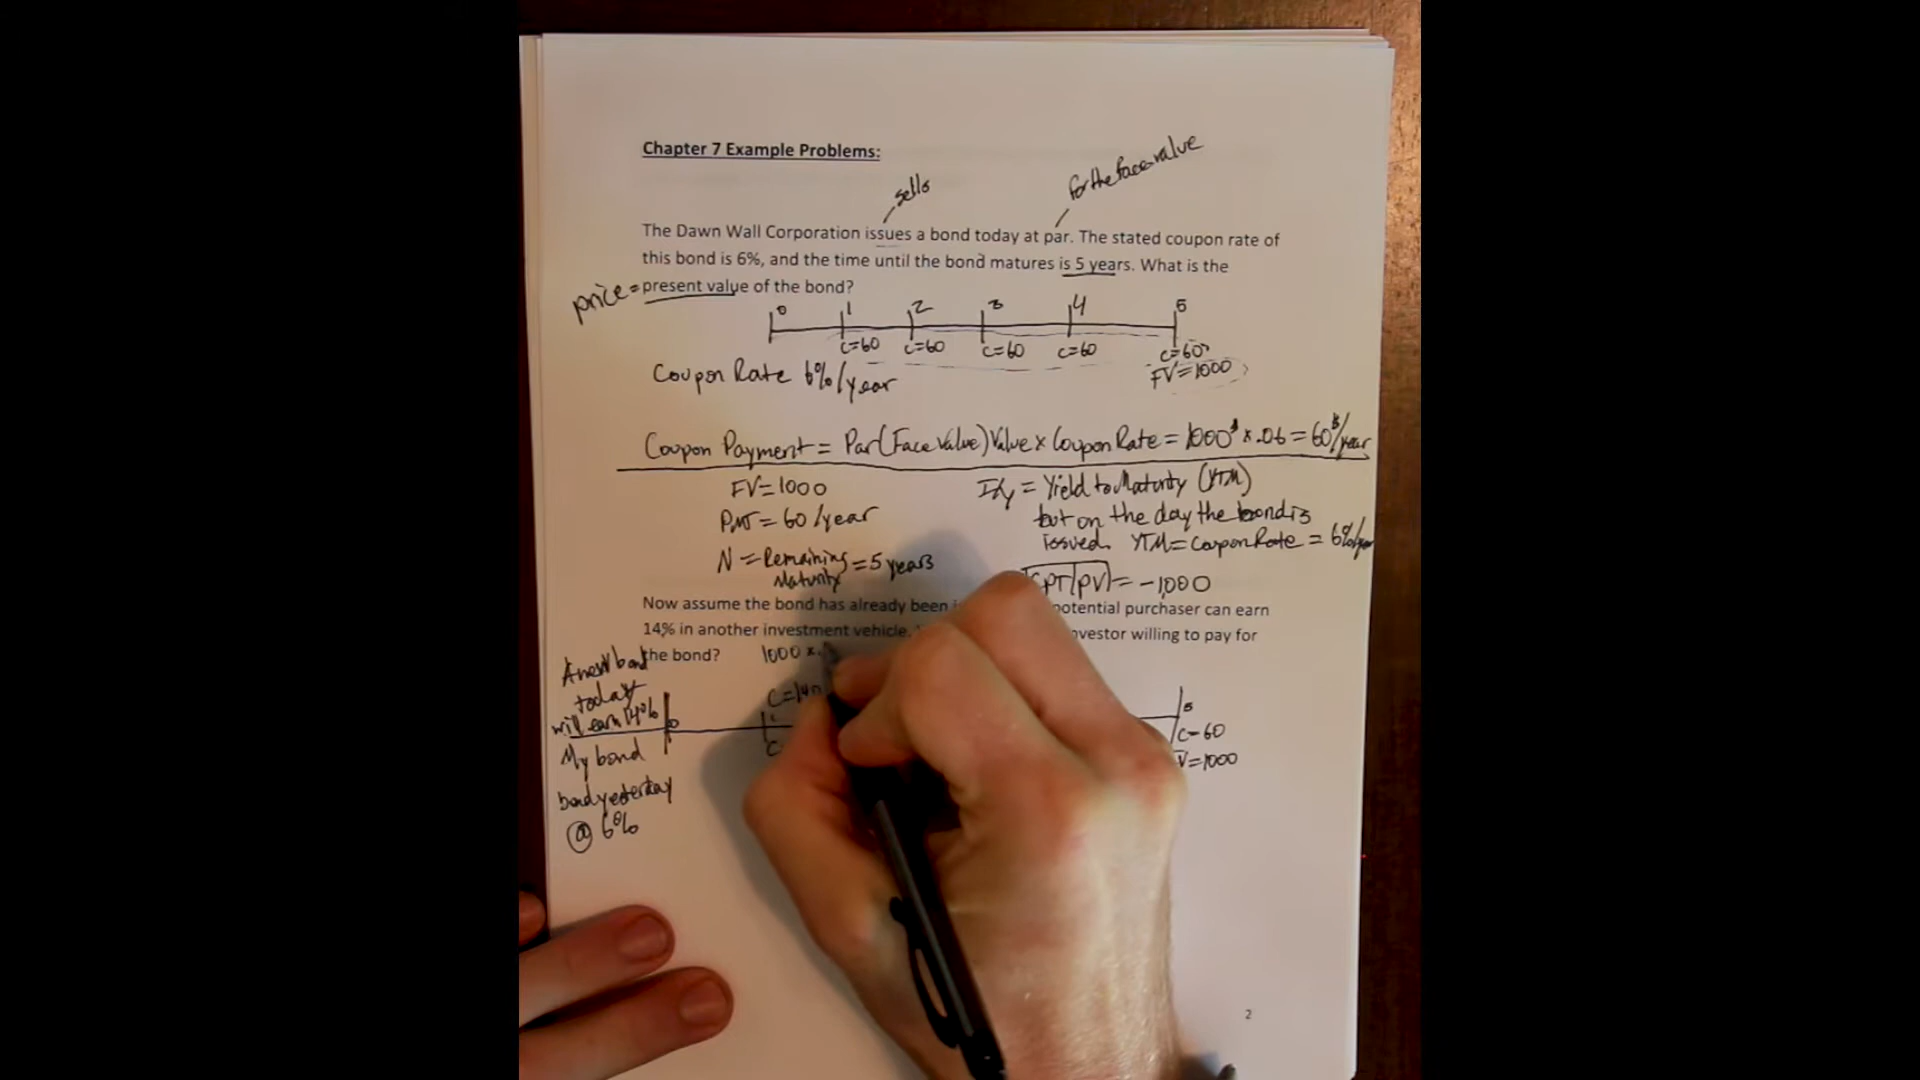 Chapter 7 Example Problems:
sells
for the face value
The Dawn Wall Corporation issues a bond today at par. The stated coupon rate of
this bond is 6%, and the time until the bond matures is 5 years. What is the
price = present value of the bond?
0 1 2 3 4 5
C=60 C=60 C=60 C=60 C=60
FV=1000
Coupon Rate 6%/year
Coupon Payment = Par (Face Value) Value x Coupon Rate = 1000$ x .06 = 60$/year
FV=1000
PMT = 60/year
N = Remaining = 5 years
Maturity
I/y = Yield to Maturity (YTM)
but on the day the bond is
issued YTM = Coupon Rate = 6%/year
CPT PV = -1,000
Now assume the bond has already been potential purchaser can earn
14% in another investment vehicle. investor willing to pay for
the bond?
1000 x .
A new bond
today
will earn 14%
C=140
0
5
C=60
V=1000
My bond
bond yesterday
@ 6%
2